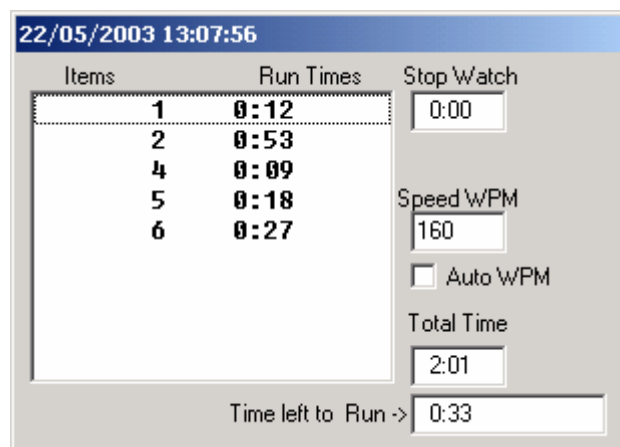 22/05/2003 13:07:56
Items Run Times Stop Watch
1 0:12 0:00
2 0:53
4 0:09
5 0:18 Speed WPM
6 0:27 160
Auto WPM
Total Time
2:01
Time left to Run -> 0:33